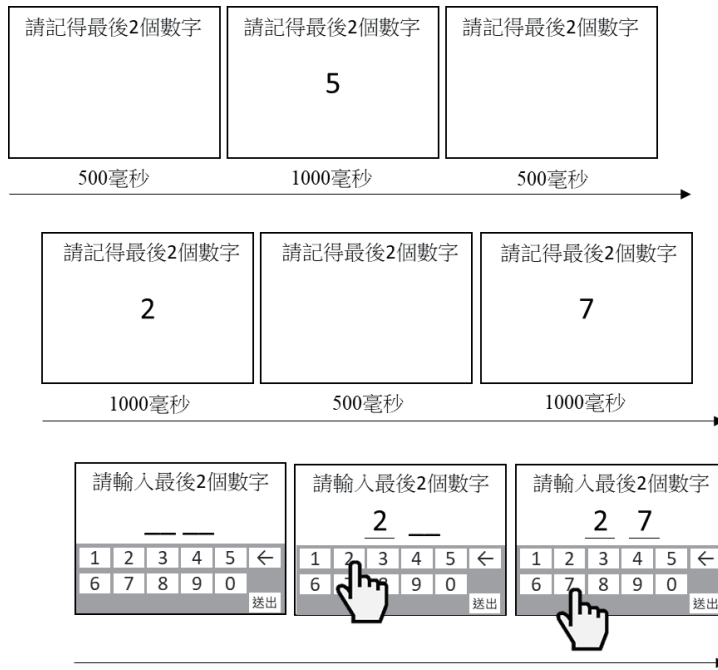 請記得最後2個數字
請記得最後2個數字
請記得最後2個數字
5
500毫秒
1000毫秒
500毫秒
請記得最後2個數字
請記得最後2個數字
請記得最後2個數字
2
7
1000毫秒
500毫秒
1000毫秒
請輸入最後2個數字
請輸入最後2個數字
請輸入最後2個數字
__ __
2 __
2 7
1 2 3 4 5 ←
6 7 8 9 0
送出
1 2 3 4 5 ←
6 8 9 0
送出
1 2 3 4 5 ←
6 7 8 9 0
送出